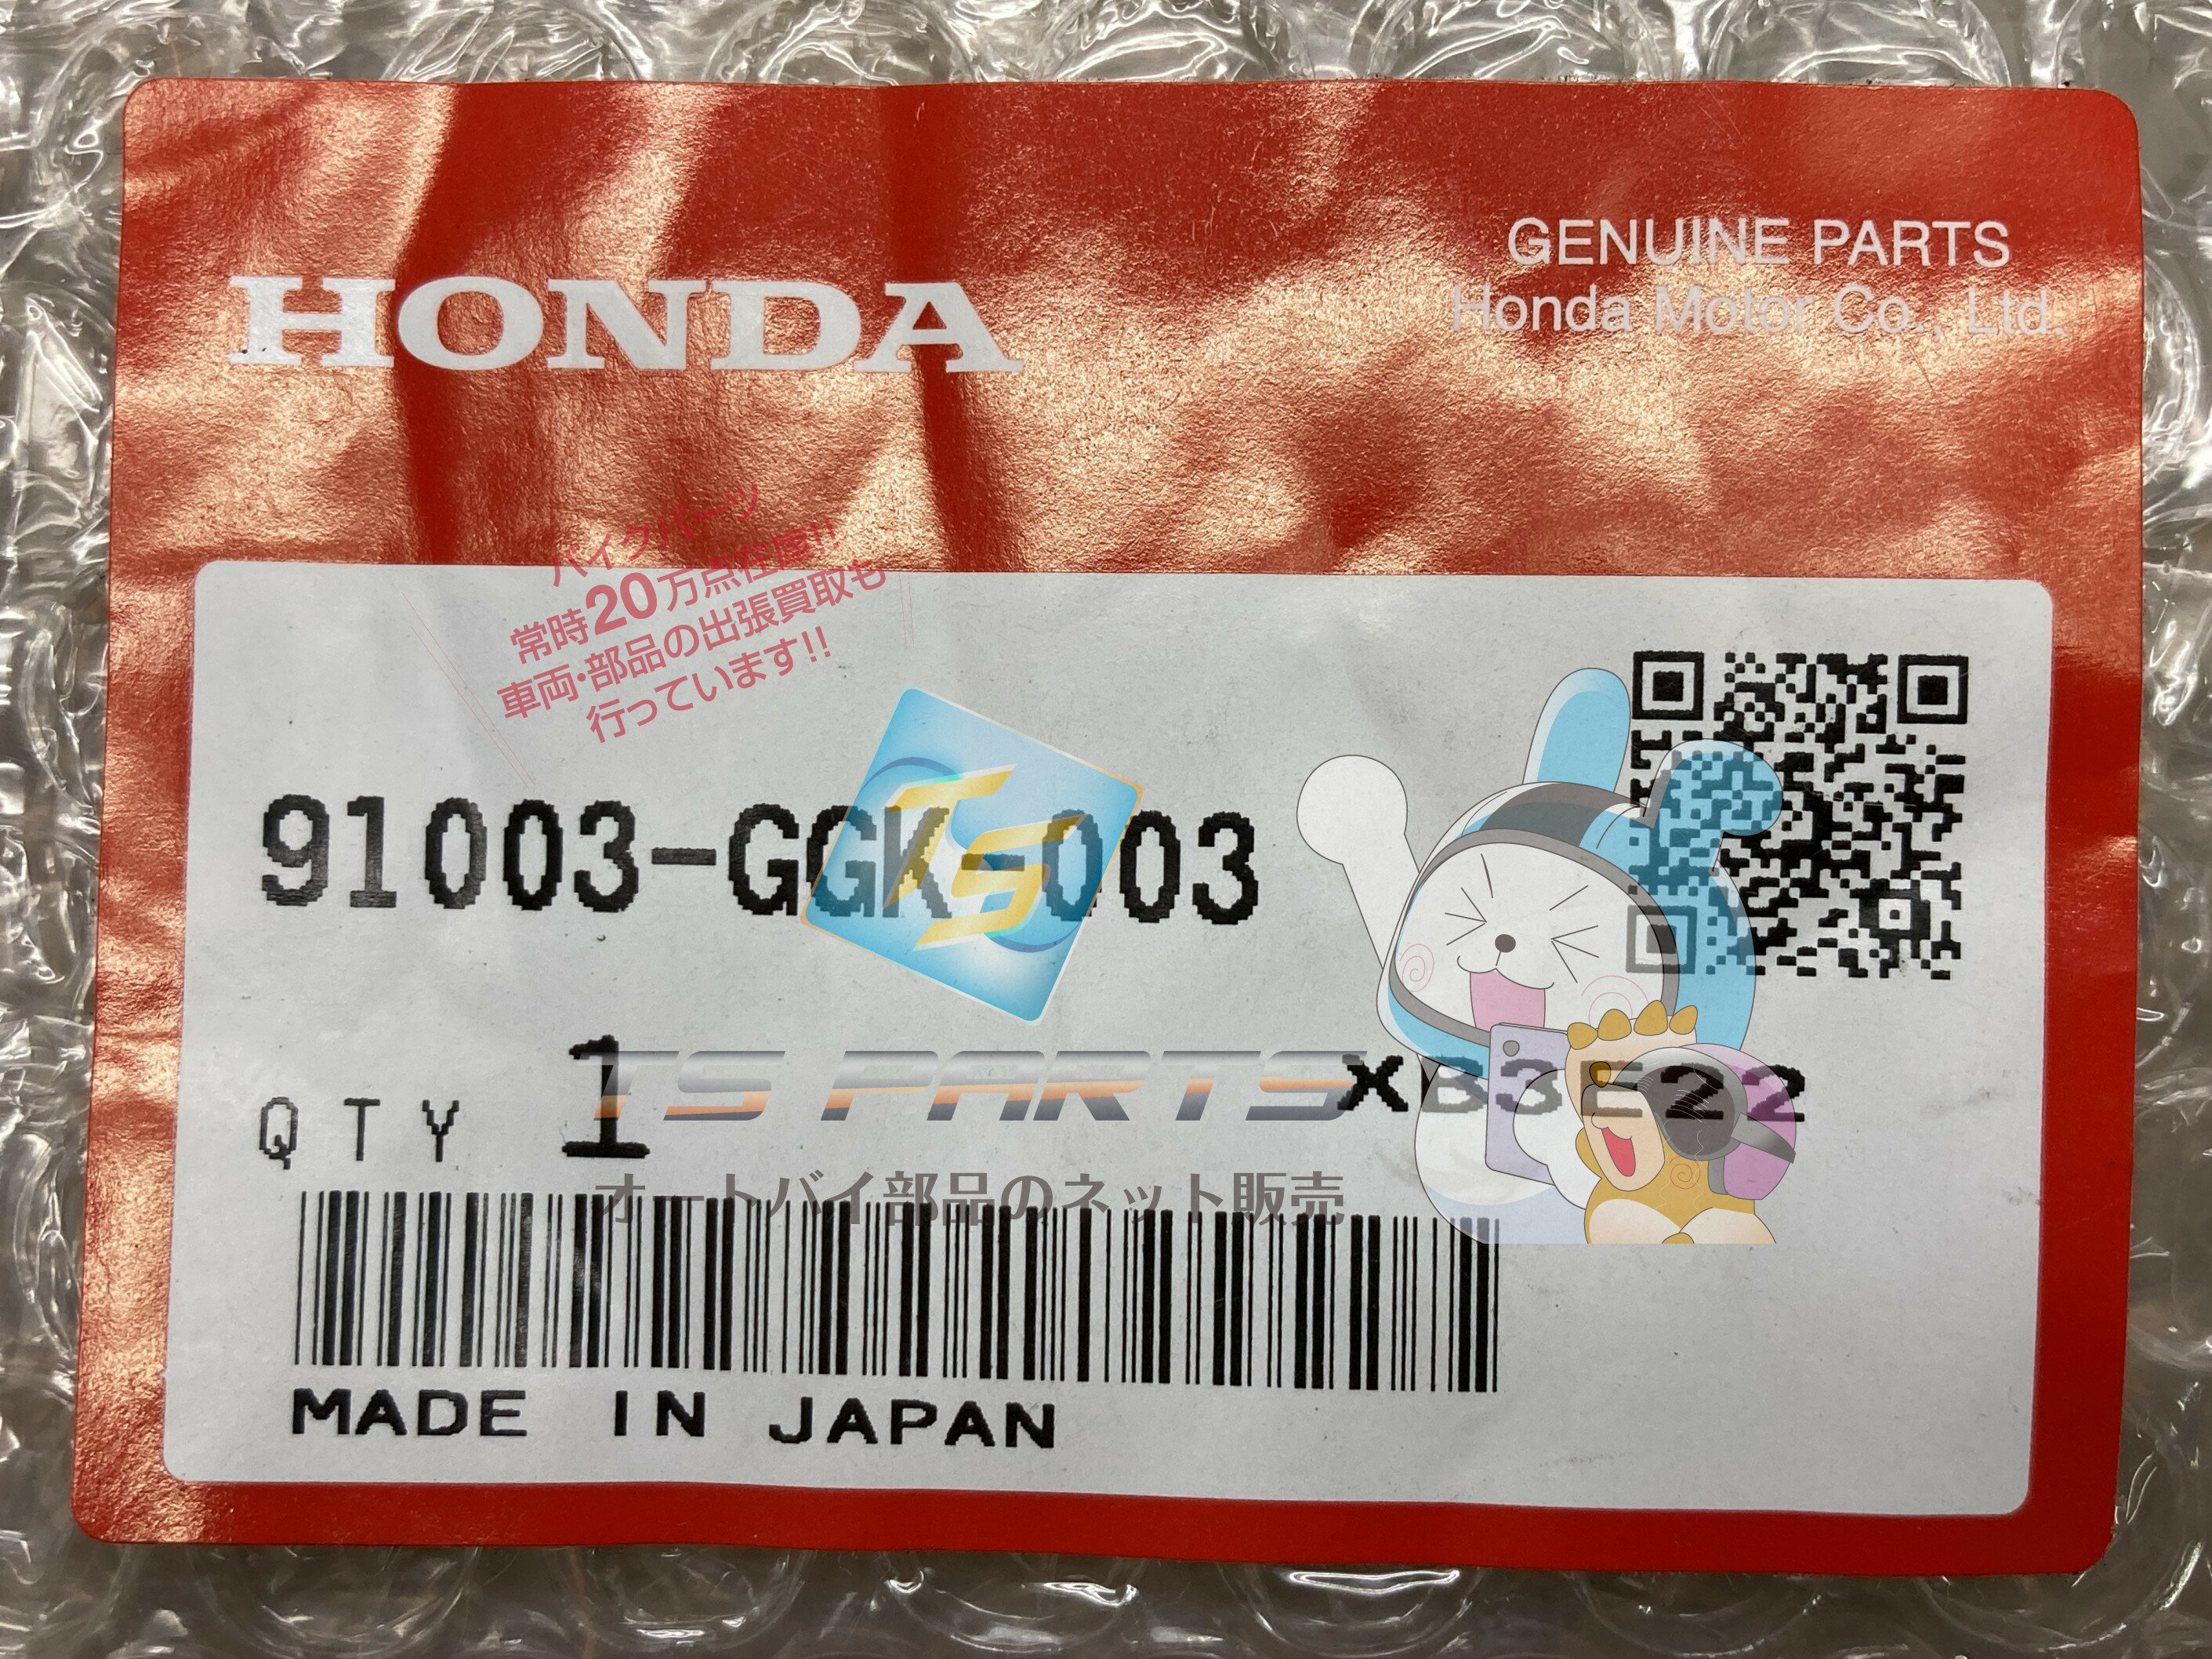 HONDA
GENUINE PARTS
Honda Motor Co., Ltd.
バイクパーツ
常時20万点在庫!!
車両・部品の出張買取も
行っています!!
91003-GGK-003
TS
QTY 1
TS PARTS
XB3E22
オートバイ部品のネット販売
MADE IN JAPAN